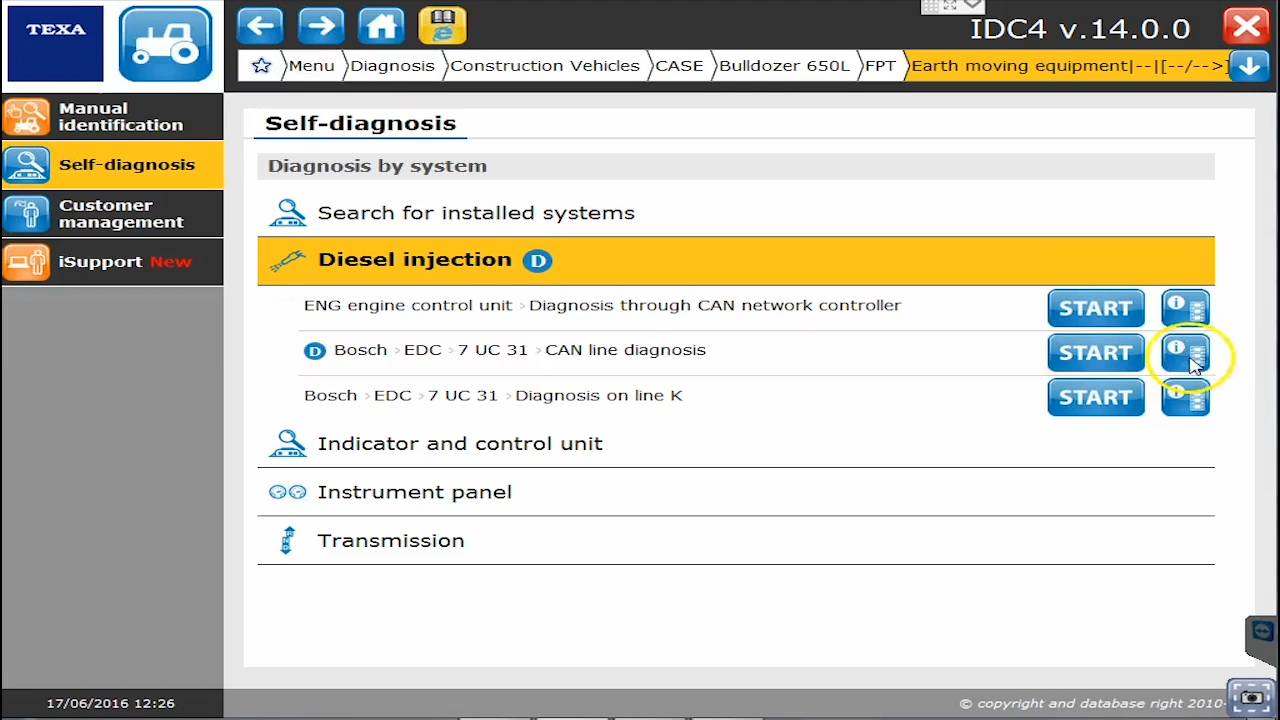 TEXA
IDC4 v.14.0.0
Menu Diagnosis Construction Vehicles CASE Bulldozer 650L FPT Earth moving equipment|--|[--/-->]
Manual
identification
Self-diagnosis
Customer
management
iSupport New
Self-diagnosis
Diagnosis by system
Search for installed systems
Diesel injection D
ENG engine control unit › Diagnosis through CAN network controller START
D Bosch › EDC › 7 UC 31 › CAN line diagnosis START
Bosch › EDC › 7 UC 31 › Diagnosis on line K START
Indicator and control unit
Instrument panel
Transmission
17/06/2016 12:26
© copyright and database right 2010-